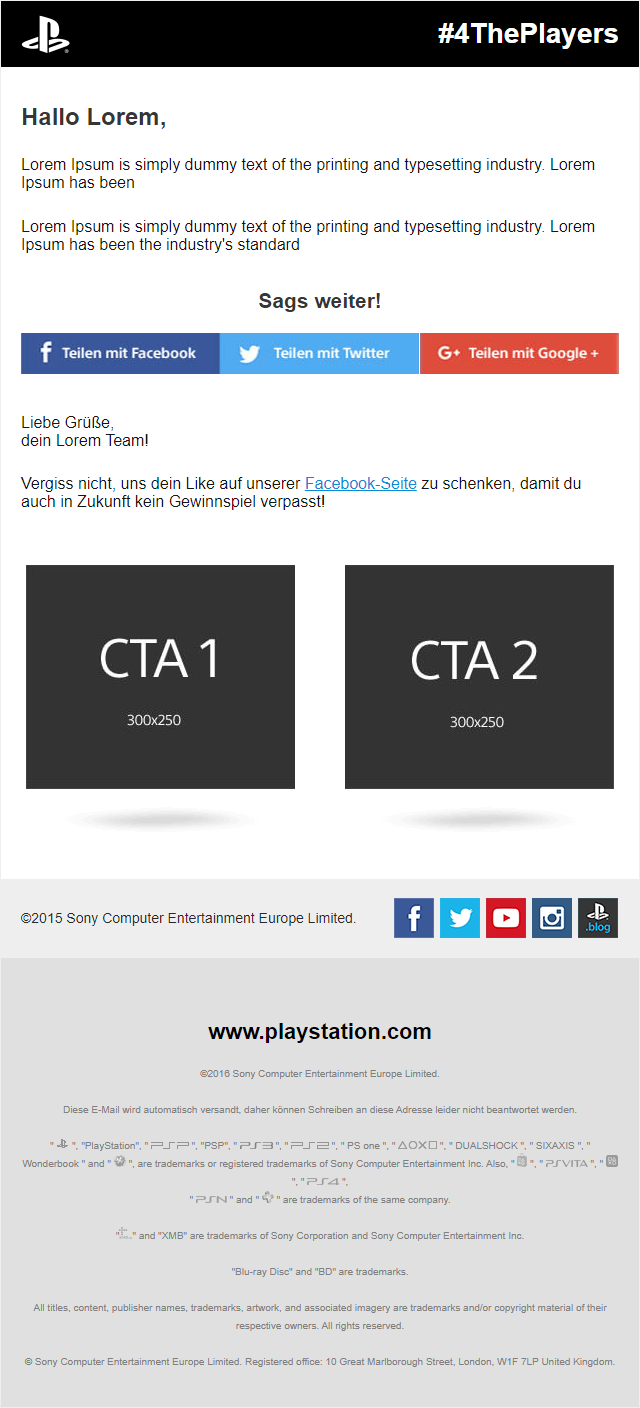 #4ThePlayers
Hallo Lorem,
Lorem Ipsum is simply dummy text of the printing and typesetting industry. Lorem
Ipsum has been
Lorem Ipsum is simply dummy text of the printing and typesetting industry. Lorem
Ipsum has been the industry's standard
Sags weiter!
Teilen mit Facebook Teilen mit Twitter G+ Teilen mit Google +
Liebe Grüße,
dein Lorem Team!
Vergiss nicht, uns dein Like auf unserer Facebook-Seite zu schenken, damit du
auch in Zukunft kein Gewinnspiel verpasst!
CTA 1 CTA 2
300x250 300x250
©2015 Sony Computer Entertainment Europe Limited. .blog
www.playstation.com
©2016 Sony Computer Entertainment Europe Limited.
Diese E-Mail wird automatisch versandt, daher können Schreiben an diese Adresse leider nicht beantwortet werden.
" ", "PlayStation", " PSP ", "PSP", " PS3 ", " PS2 ", " PS one ", " △○✕□ ", " DUALSHOCK ", " SIXAXIS ", "
Wonderbook " and " ", are trademarks or registered trademarks of Sony Computer Entertainment Inc. Also, " ", " PSVITA ", "
", " PS4 ",
" PSN " and " " are trademarks of the same company.
" " and "XMB" are trademarks of Sony Corporation and Sony Computer Entertainment Inc.
"Blu-ray Disc" and "BD" are trademarks.
All titles, content, publisher names, trademarks, artwork, and associated imagery are trademarks and/or copyright material of their
respective owners. All rights reserved.
© Sony Computer Entertainment Europe Limited. Registered office: 10 Great Marlborough Street, London, W1F 7LP United Kingdom.